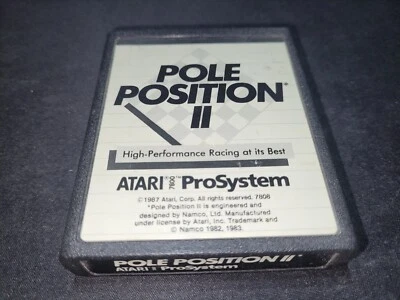 POLE
POSITION®
II
High-Performance Racing at its Best
ATARI® 7800™ ProSystem
©1987 Atari, Corp. All rights reserved. 7808
*Pole Position II is engineered and
designed by Namco, Ltd. Manufactured
under license by Atari, Inc. Trademark and
© Namco 1982, 1983.
POLE POSITION II®
ATARI® 7800™ ProSystem